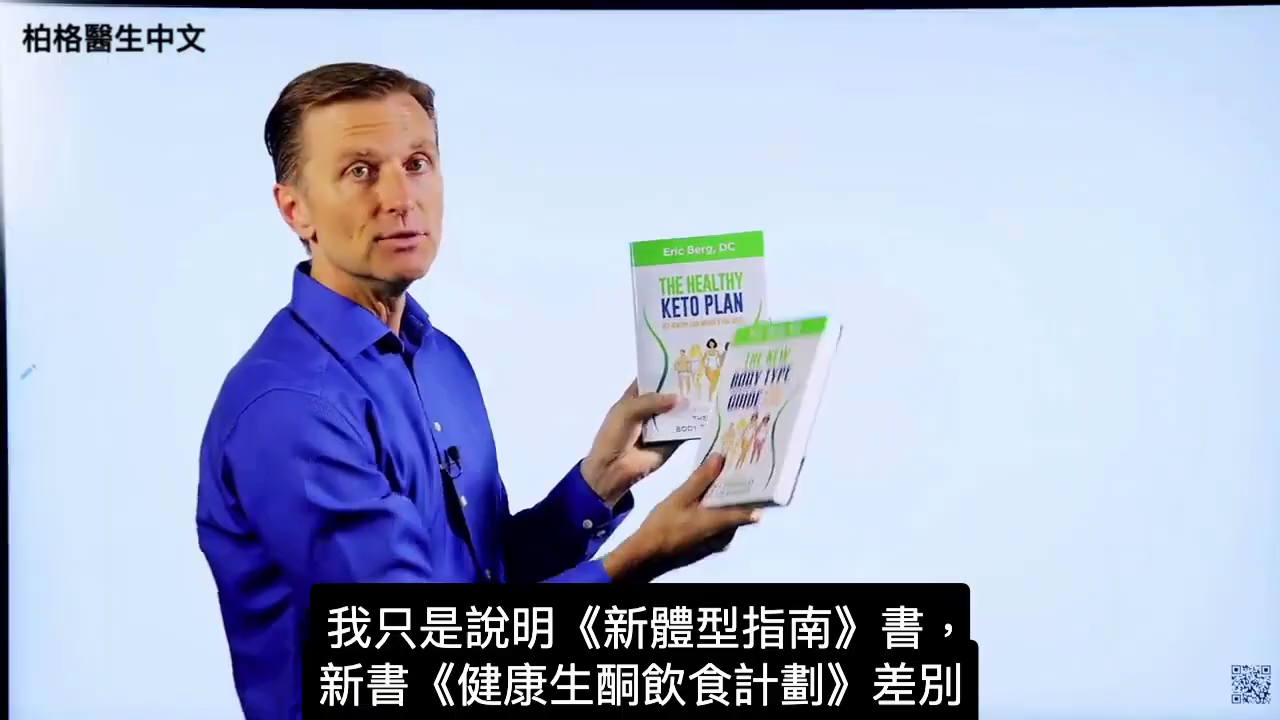 柏格醫生中文
Eric Berg, DC
THE HEALTHY
KETO PLAN
THE NEW
BODY TYPE
GUIDE
THE
BODY
我只是說明《新體型指南》書，
新書《健康生酮飲食計劃》差別